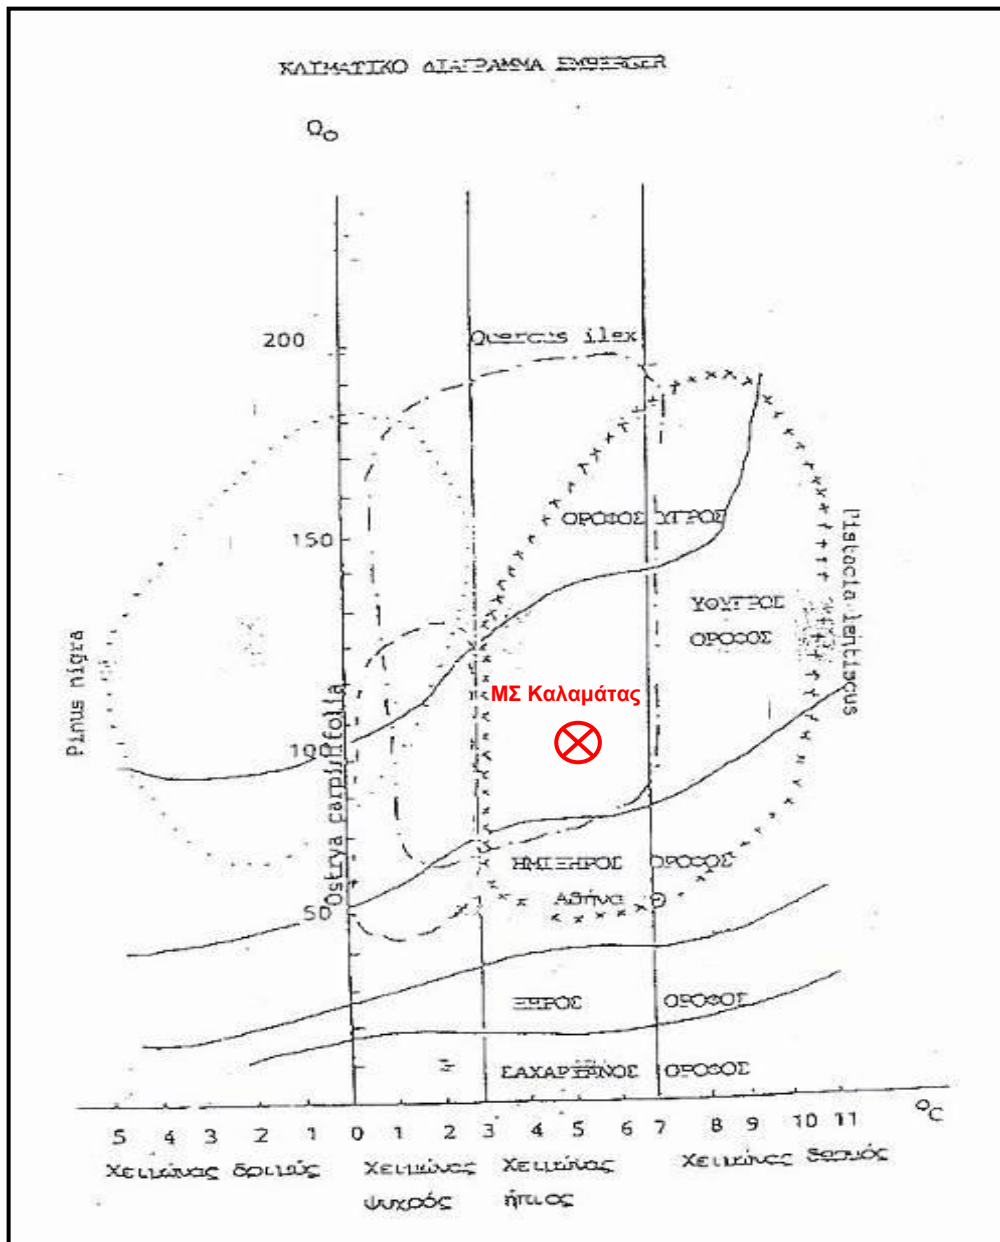 ΚΛΙΜΑΤΙΚΟ ΔΙΑΓΡΑΜΜΑ EMBERGER
Qo
200
Quercus ilex
ΟΡΟΦΟΣ ΥΓΡΟΣ
150
ΥΘΥΓΡΟΣ
ΟΡΟΦΟΣ
Pinus nigra
Ostrya carpinifolia
Pistacia lentiscus
ΜΣ Καλαμάτας
100
ΗΜΙΞΗΡΟΣ ΟΡΟΦΟΣ
Αθήνα
50
ΞΗΡΟΣ ΟΡΟΦΟΣ
ΣΑΧΑΡΙΑΝΟΣ ΟΡΟΦΟΣ
5 4 3 2 1 0 1 2 3 4 5 6 7 8 9 10 11 °C
Χειμώνας δριμύς Χειμώνας Χειμώνας Χειμώνας θερμός
ψυχρός ήπιος